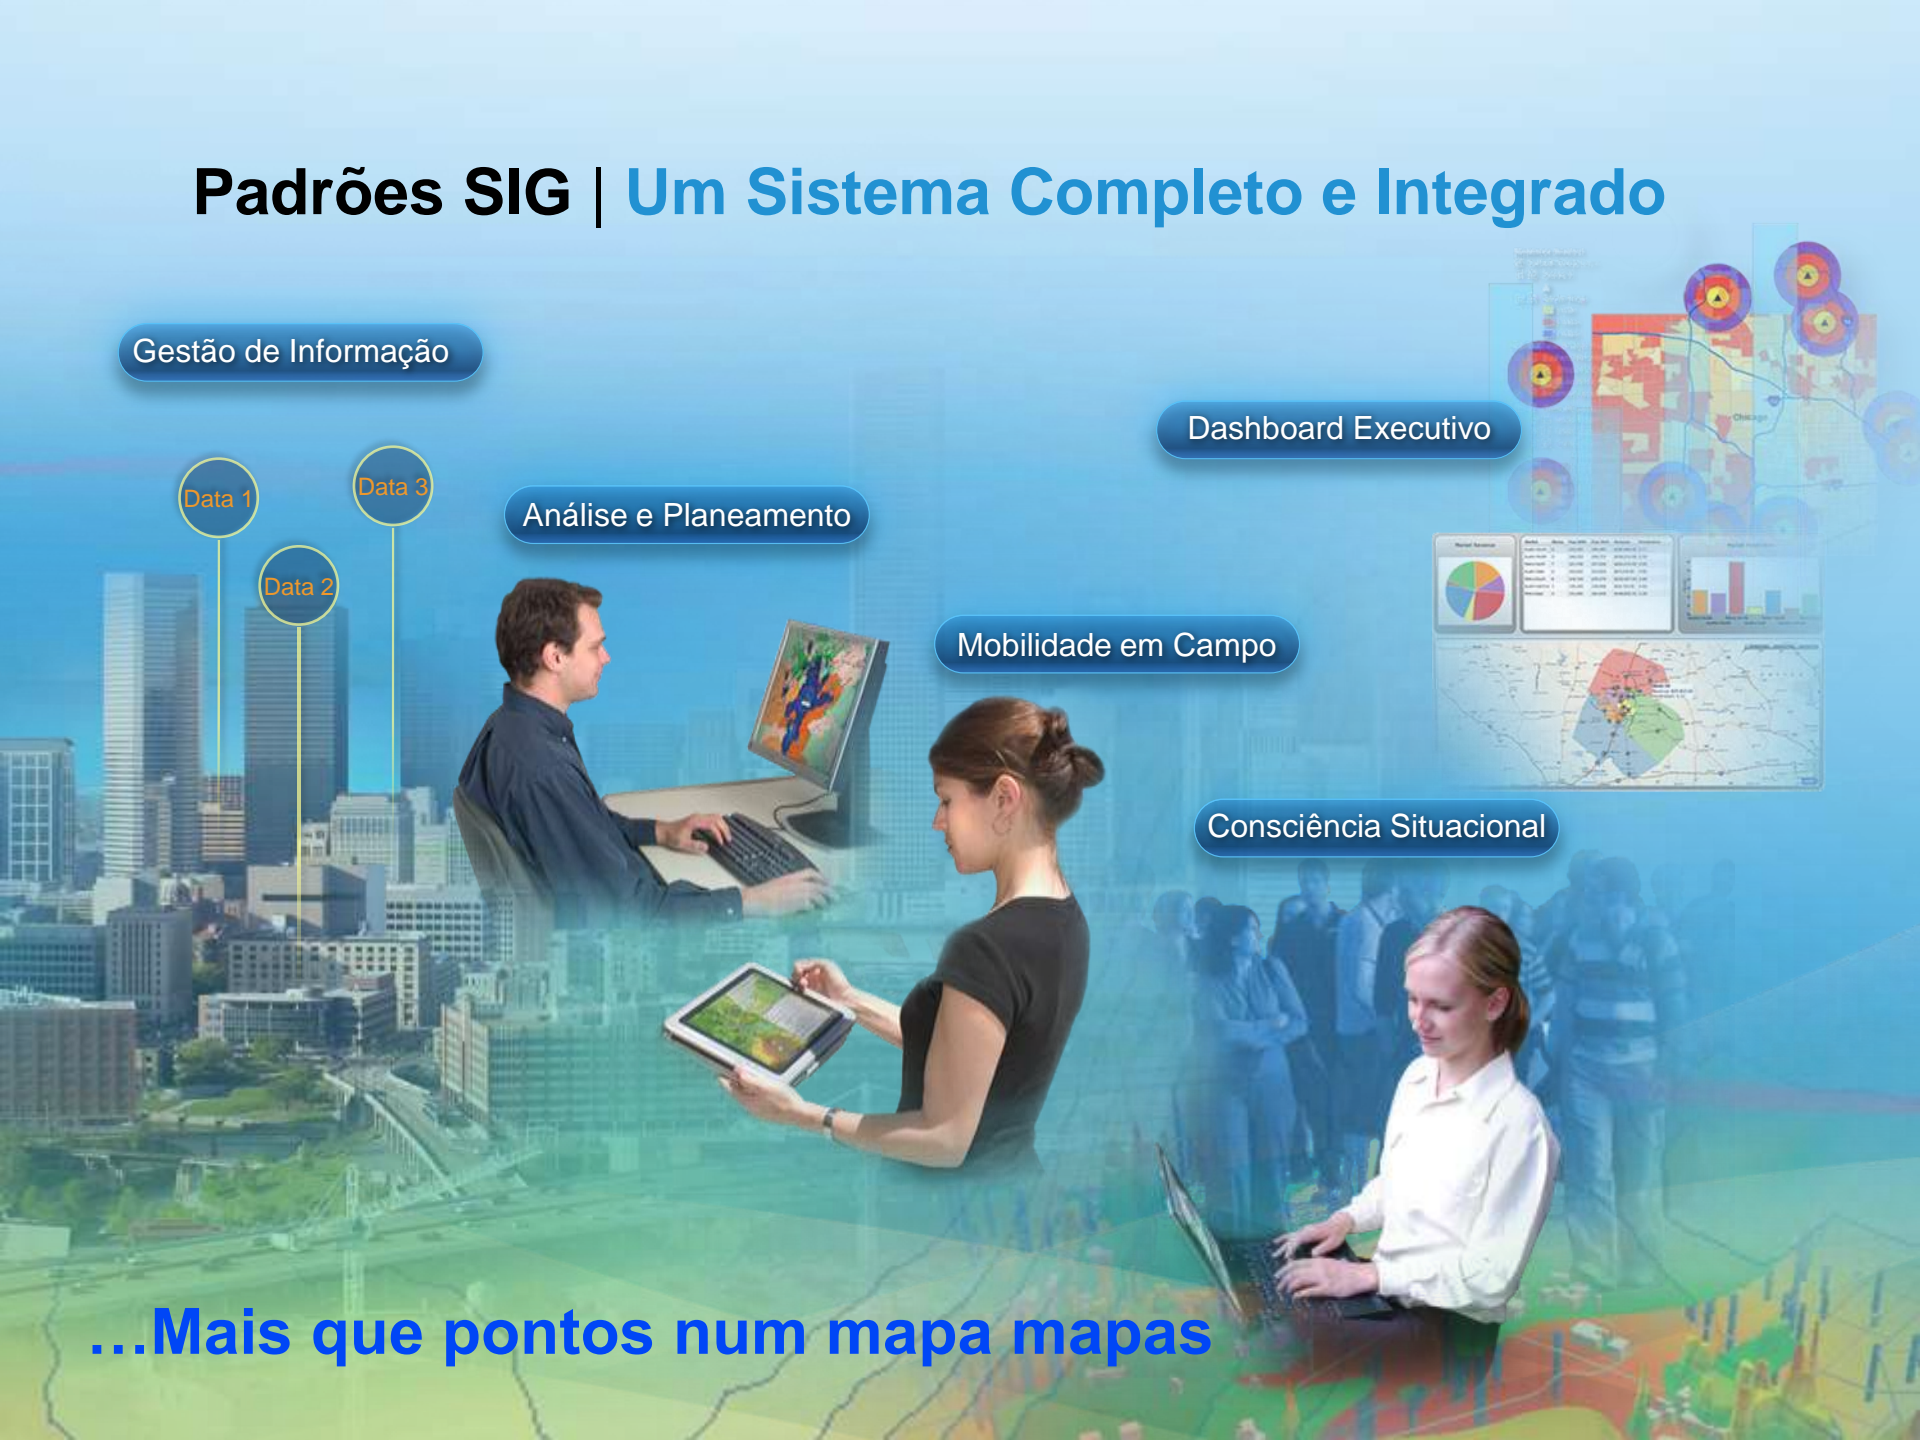 Padrões SIG | Um Sistema Completo e Integrado
Gestão de Informação
Dashboard Executivo
Chicago
Data 1
Data 3
Data 2
Análise e Planeamento
Mobilidade em Campo
Consciência Situacional
…Mais que pontos num mapa mapas